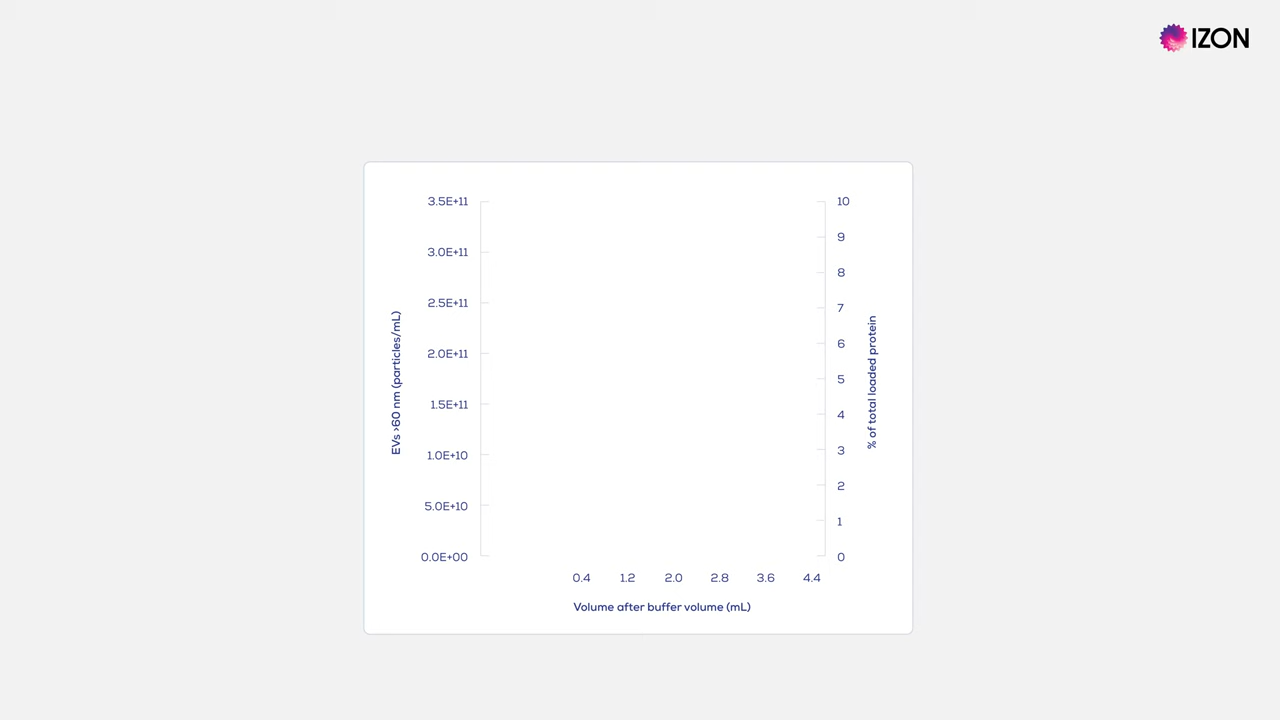 IZON
3.5E+11
3.0E+11
2.5E+11
2.0E+11
1.5E+11
1.0E+10
5.0E+10
0.0E+00
EVs >60 nm (particles/mL)
10
9
8
7
6
5
4
3
2
1
0
% of total loaded protein
0.4 1.2 2.0 2.8 3.6 4.4
Volume after buffer volume (mL)